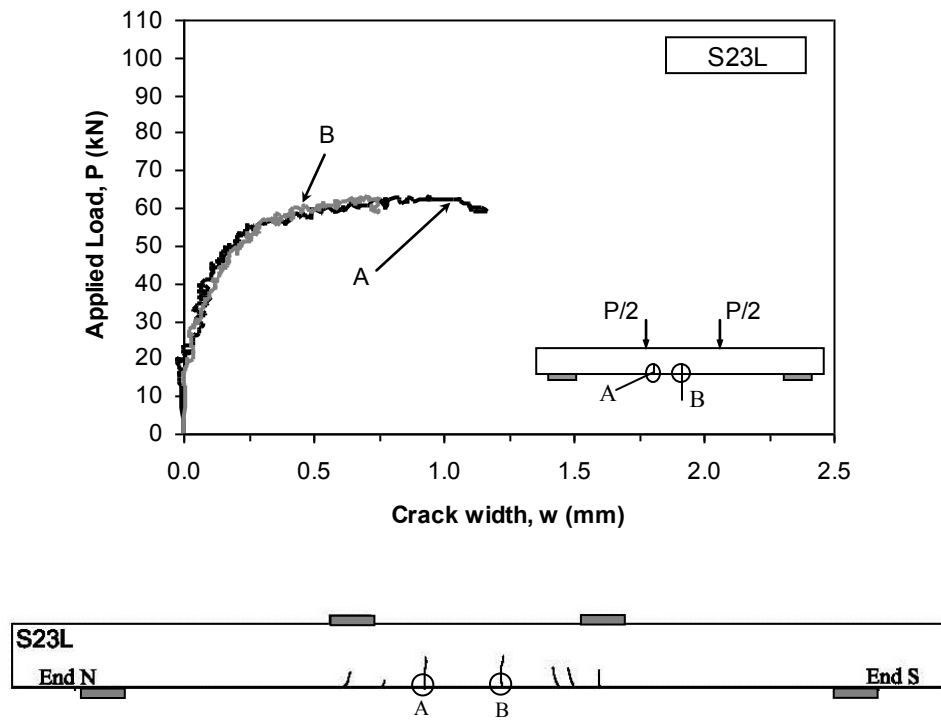 110
100
90
80
70
60
50
40
30
20
10
0
Applied Load, P (kN)
S23L
B
A
P/2 P/2
A B
0.0 0.5 1.0 1.5 2.0 2.5
Crack width, w (mm)
S23L
End N End S
A B